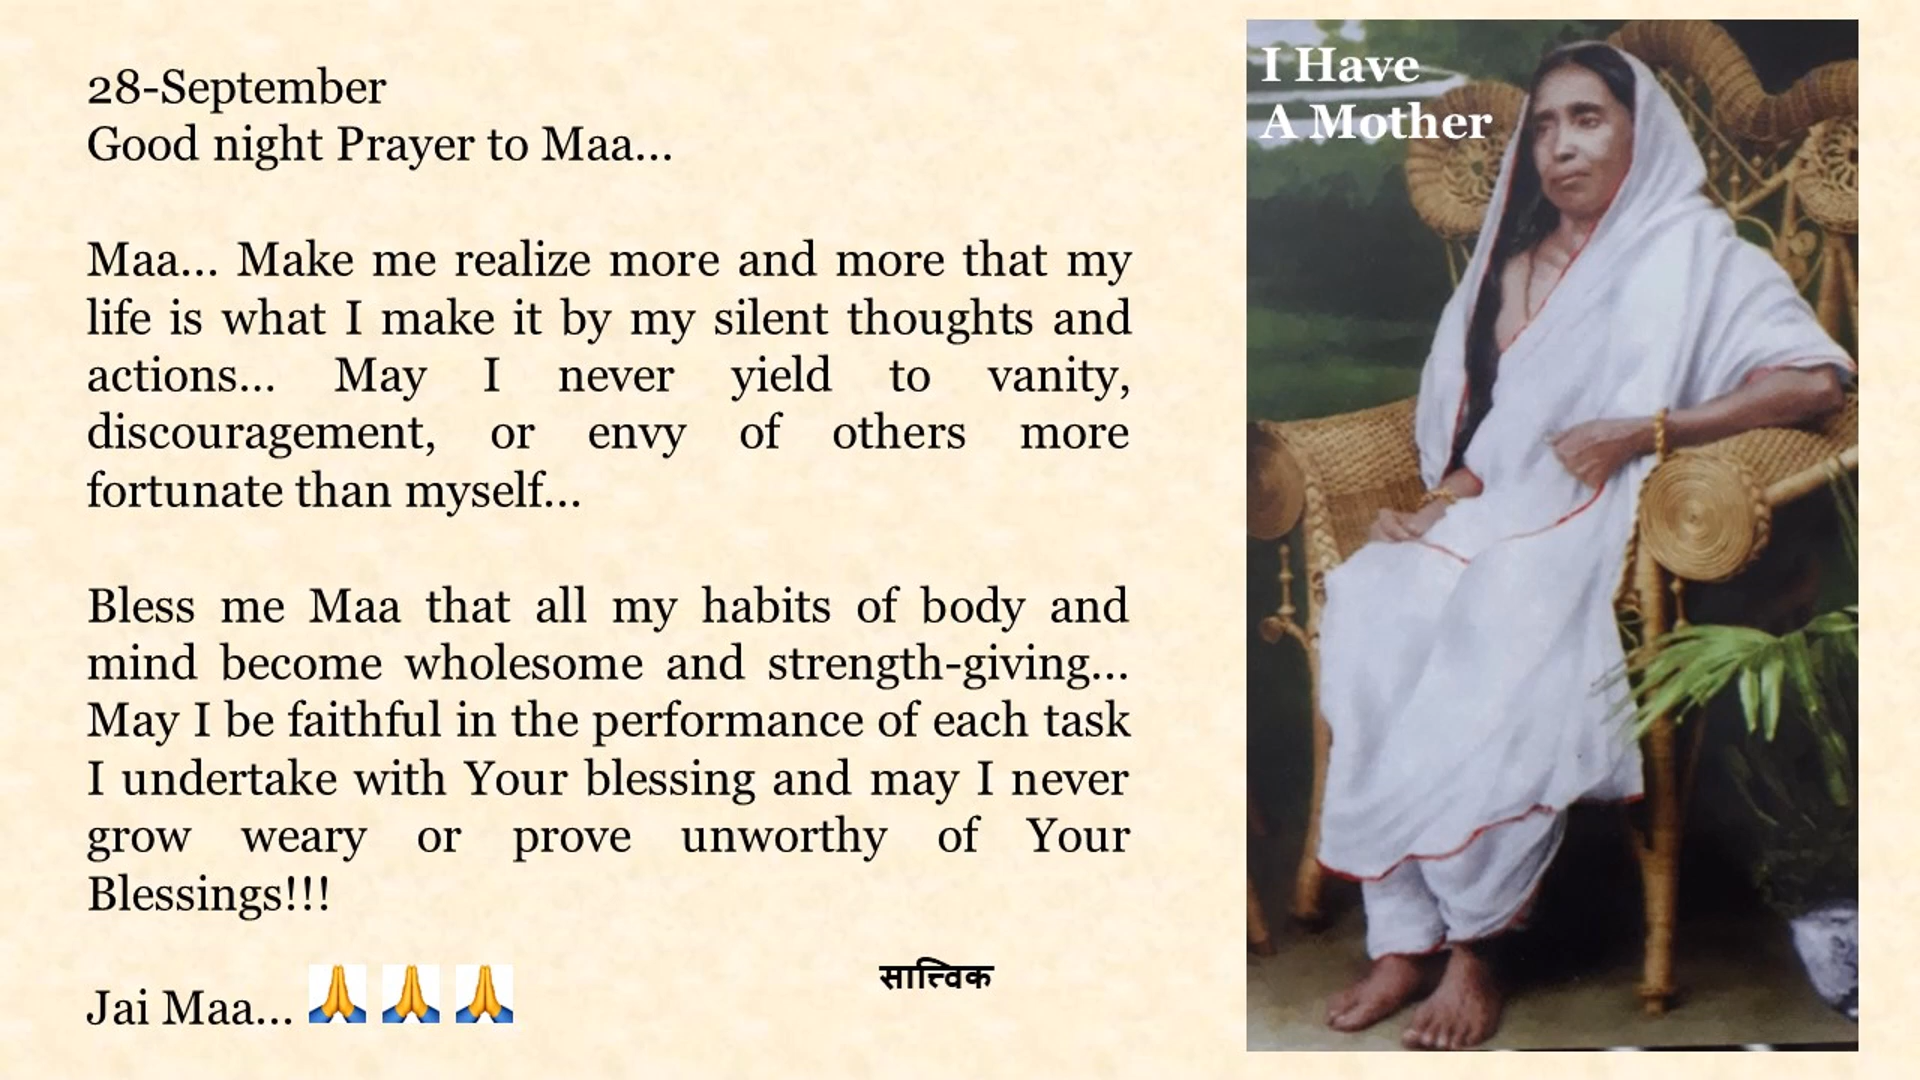 28-September
Good night Prayer to Maa...
Maa... Make me realize more and more that my
life is what I make it by my silent thoughts and
actions... May I never yield to vanity,
discouragement, or envy of others more
fortunate than myself...
Bless me Maa that all my habits of body and
mind become wholesome and strength-giving...
May I be faithful in the performance of each task
I undertake with Your blessing and may I never
grow weary or prove unworthy of Your
Blessings!!!
Jai Maa... 🙏 🙏 🙏
सात्त्विक
I Have
A Mother